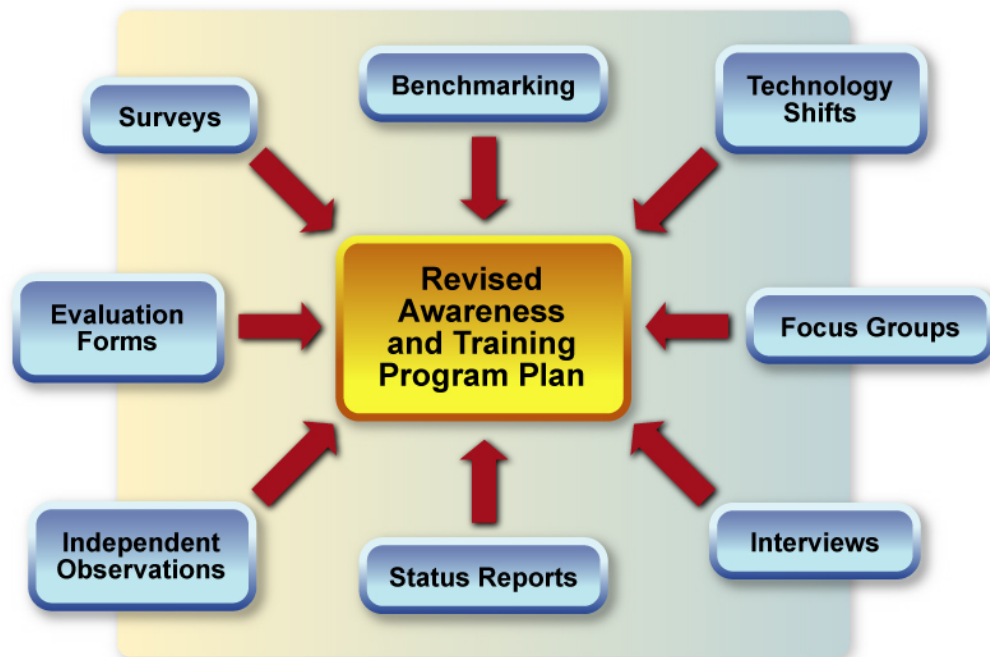 Surveys
Benchmarking
Technology
Shifts
Evaluation
Forms
Revised
Awareness
and Training
Program Plan
Focus Groups
Independent
Observations
Status Reports
Interviews